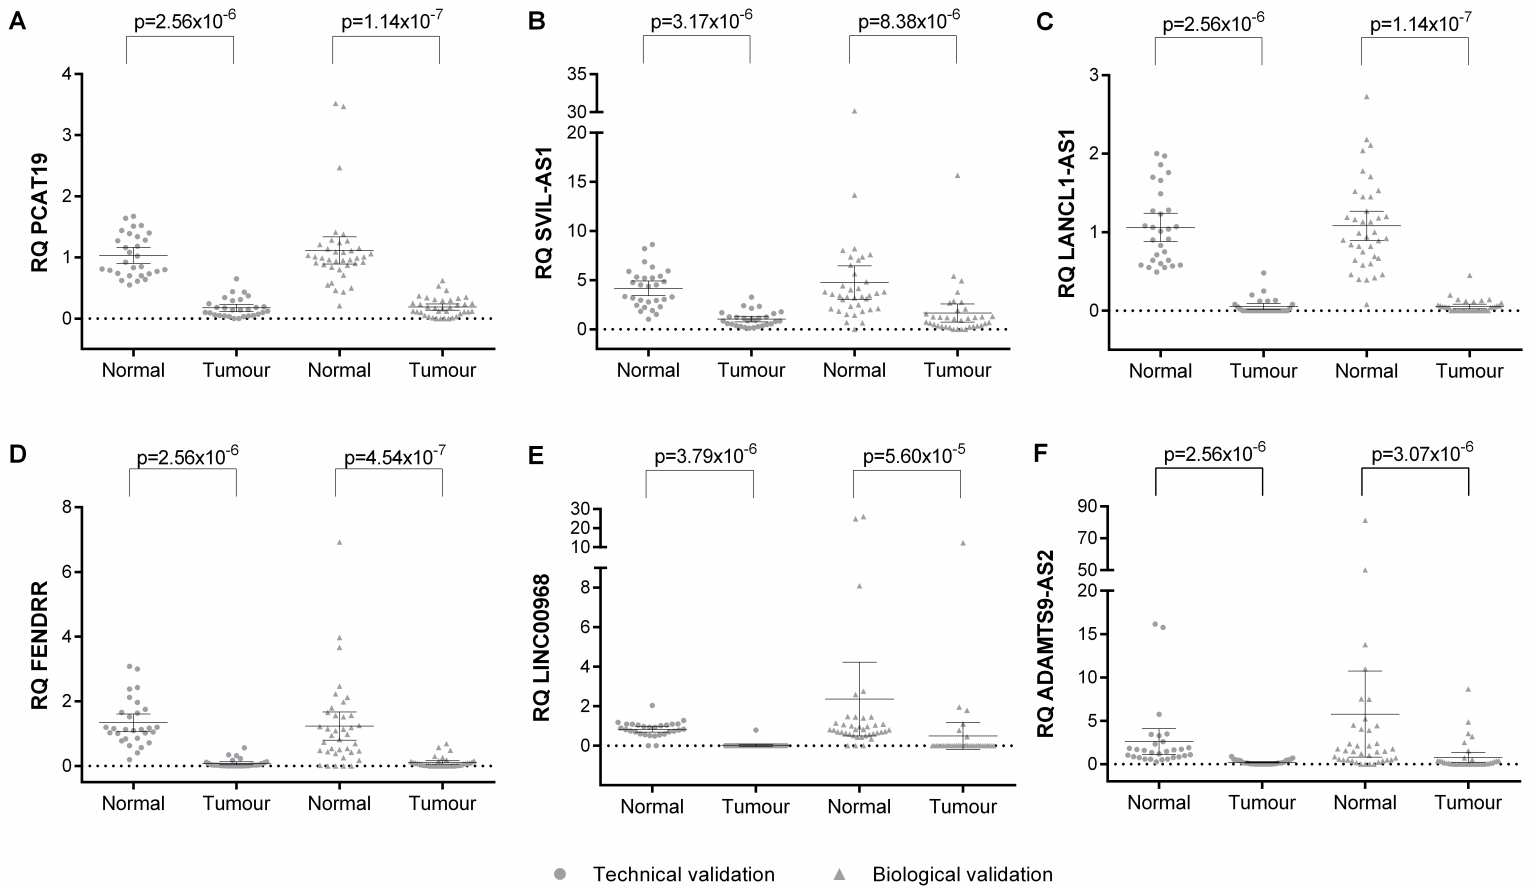 A
p=2.56x10-6 p=1.14x10-7
RQ PCAT19
4
3
2
1
0
Normal Tumour Normal Tumour
B
p=3.17x10-6 p=8.38x10-6
RQ SVIL-AS1
35
30
20
15
10
5
0
Normal Tumour Normal Tumour
C
p=2.56x10-6 p=1.14x10-7
RQ LANCL1-AS1
3
2
1
0
Normal Tumour Normal Tumour
D
p=2.56x10-6 p=4.54x10-7
RQ FENDRR
8
6
4
2
0
Normal Tumour Normal Tumour
E
p=3.79x10-6 p=5.60x10-5
RQ LINC00968
30
20
10
8
6
4
2
0
Normal Tumour Normal Tumour
F
p=2.56x10-6 p=3.07x10-6
RQ ADAMTS9-AS2
90
50
20
15
10
5
0
Normal Tumour Normal Tumour
Technical validation Biological validation